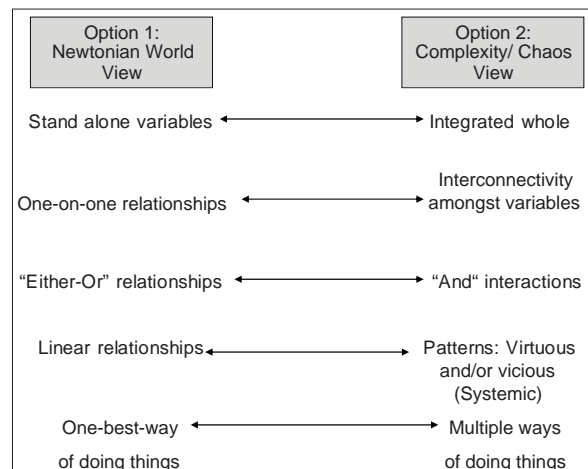 Option 1:
Newtonian World
View
Option 2:
Complexity/ Chaos
View
Stand alone variables
Integrated whole
One-on-one relationships
Interconnectivity
amongst variables
“Either-Or” relationships
“And“ interactions
Linear relationships
Patterns: Virtuous
and/or vicious
(Systemic)
One-best-way
of doing things
Multiple ways
of doing things